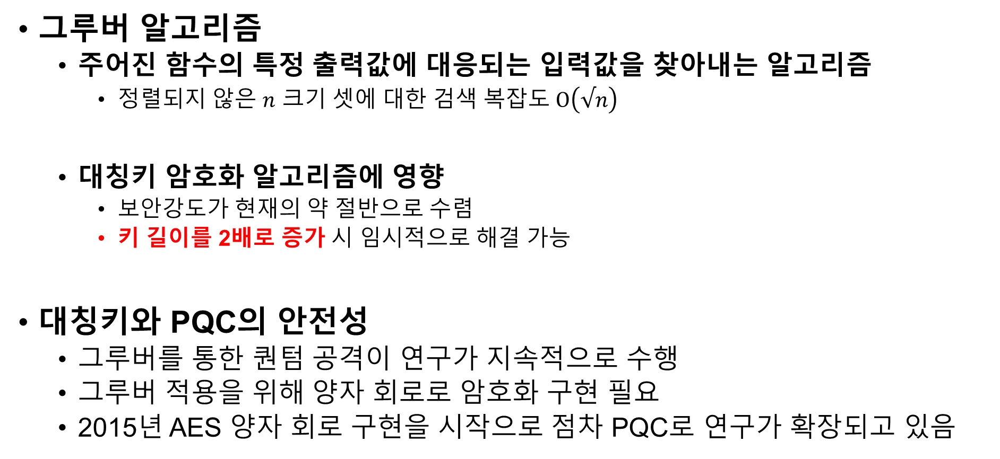 • 그루버 알고리즘
• 주어진 함수의 특정 출력값에 대응되는 입력값을 찾아내는 알고리즘
• 정렬되지 않은 n 크기 셋에 대한 검색 복잡도 O(√n)
• 대칭키 암호화 알고리즘에 영향
• 보안강도가 현재의 약 절반으로 수렴
• 키 길이를 2배로 증가 시 임시적으로 해결 가능
• 대칭키와 PQC의 안전성
• 그루버를 통한 퀀텀 공격이 연구가 지속적으로 수행
• 그루버 적용을 위해 양자 회로로 암호화 구현 필요
• 2015년 AES 양자 회로 구현을 시작으로 점차 PQC로 연구가 확장되고 있음